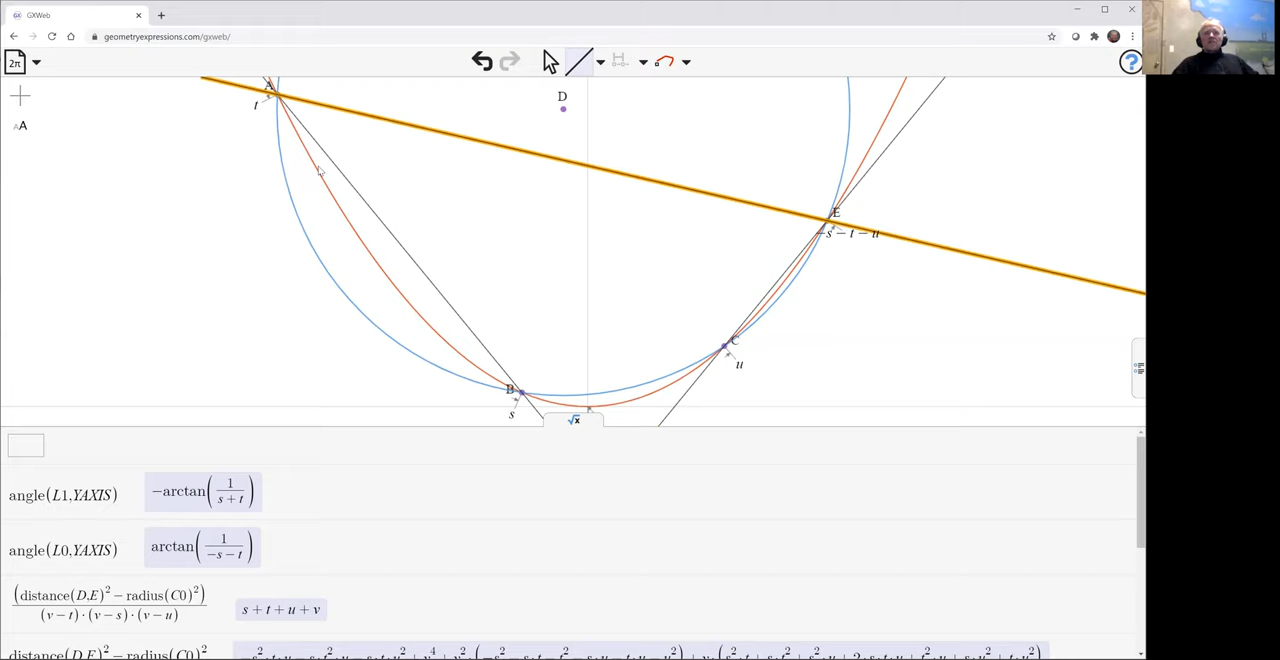 GXWeb
geometryexpressions.com/gxweb/
2π
?
AA
A
t
D
E
−s − t − u
C
u
B
s
√x
angle(L1,YAXIS) −arctan(1/(s+t))
angle(L0,YAXIS) arctan(1/(−s−t))
(distance(D,E)²−radius(C0)²)/((v−t)·(v−s)·(v−u)) s+t+u+v
distance(D,E)²−radius(C0)²